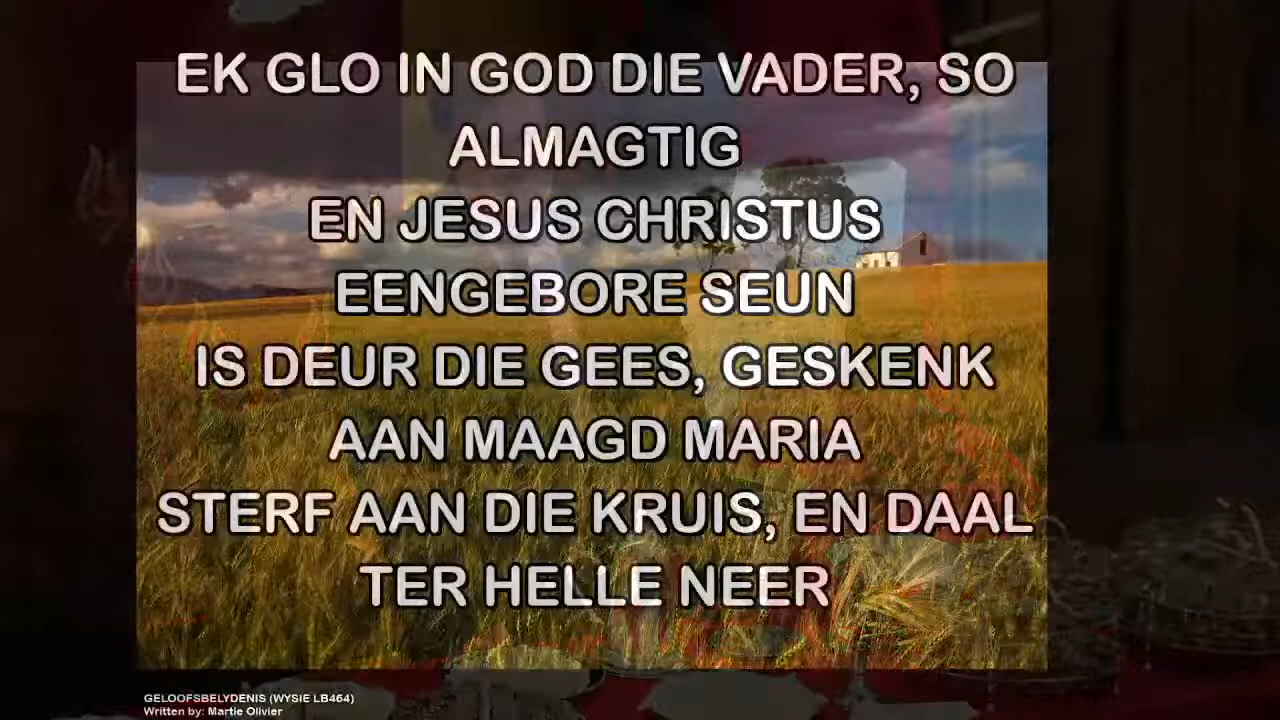 EK GLO IN GOD DIE VADER, SO
ALMAGTIG
EN JESUS CHRISTUS
EENGEBORE SEUN
IS DEUR DIE GEES, GESKENK
AAN MAAGD MARIA
STERF AAN DIE KRUIS, EN DAAL
TER HELLE NEER
GELOOFSBELYDENIS (WYSIE LB464)
Written by: Martie Olivier